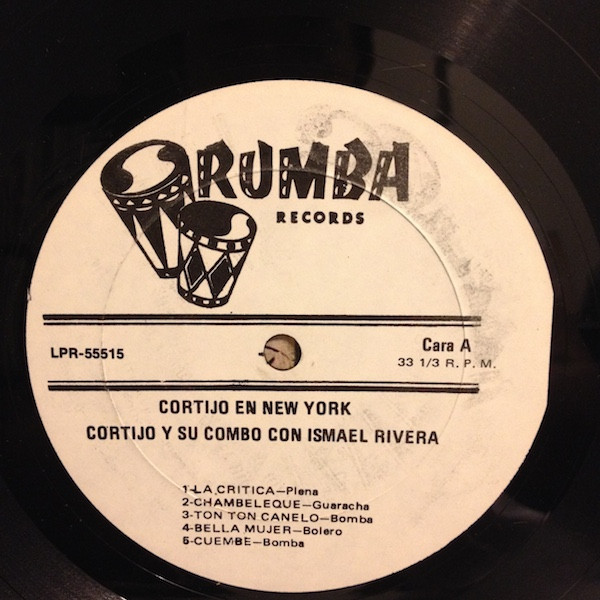 RUMBA
RECORDS
LPR-55515
Cara A
33 1/3 R. P. M.
CORTIJO EN NEW YORK
CORTIJO Y SU COMBO CON ISMAEL RIVERA
1-LA CRITICA—Plena
2-CHAMBELEQUE—Guaracha
3-TON TON CANELO—Bomba
4-BELLA MUJER—Bolero
5-CUEMBE—Bomba